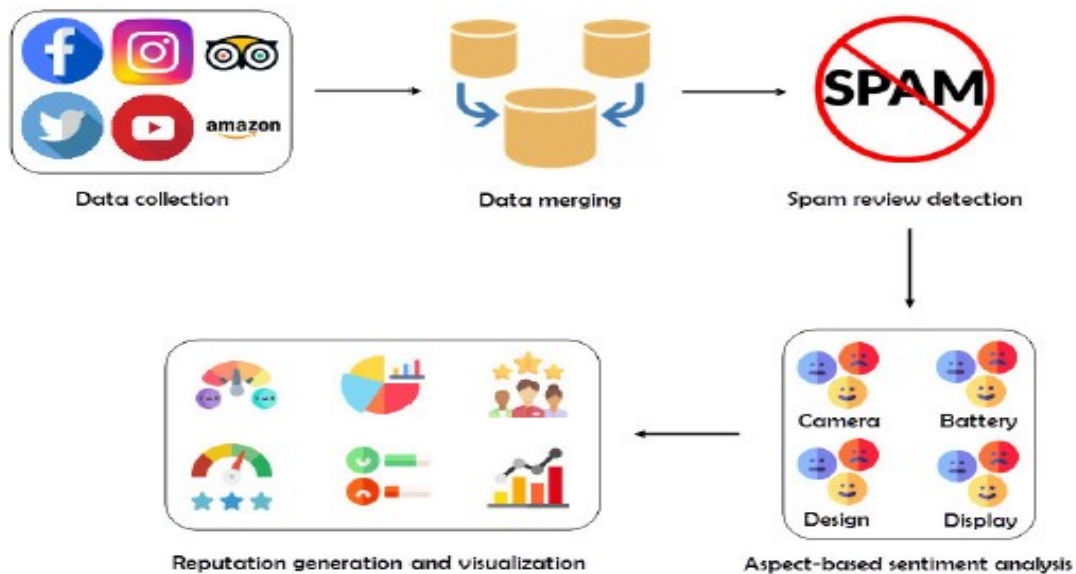 amazon
SPAM
Data collection
Data merging
Spam review detection
Camera
Battery
Design
Display
Reputation generation and visualization
Aspect-based sentiment analysis